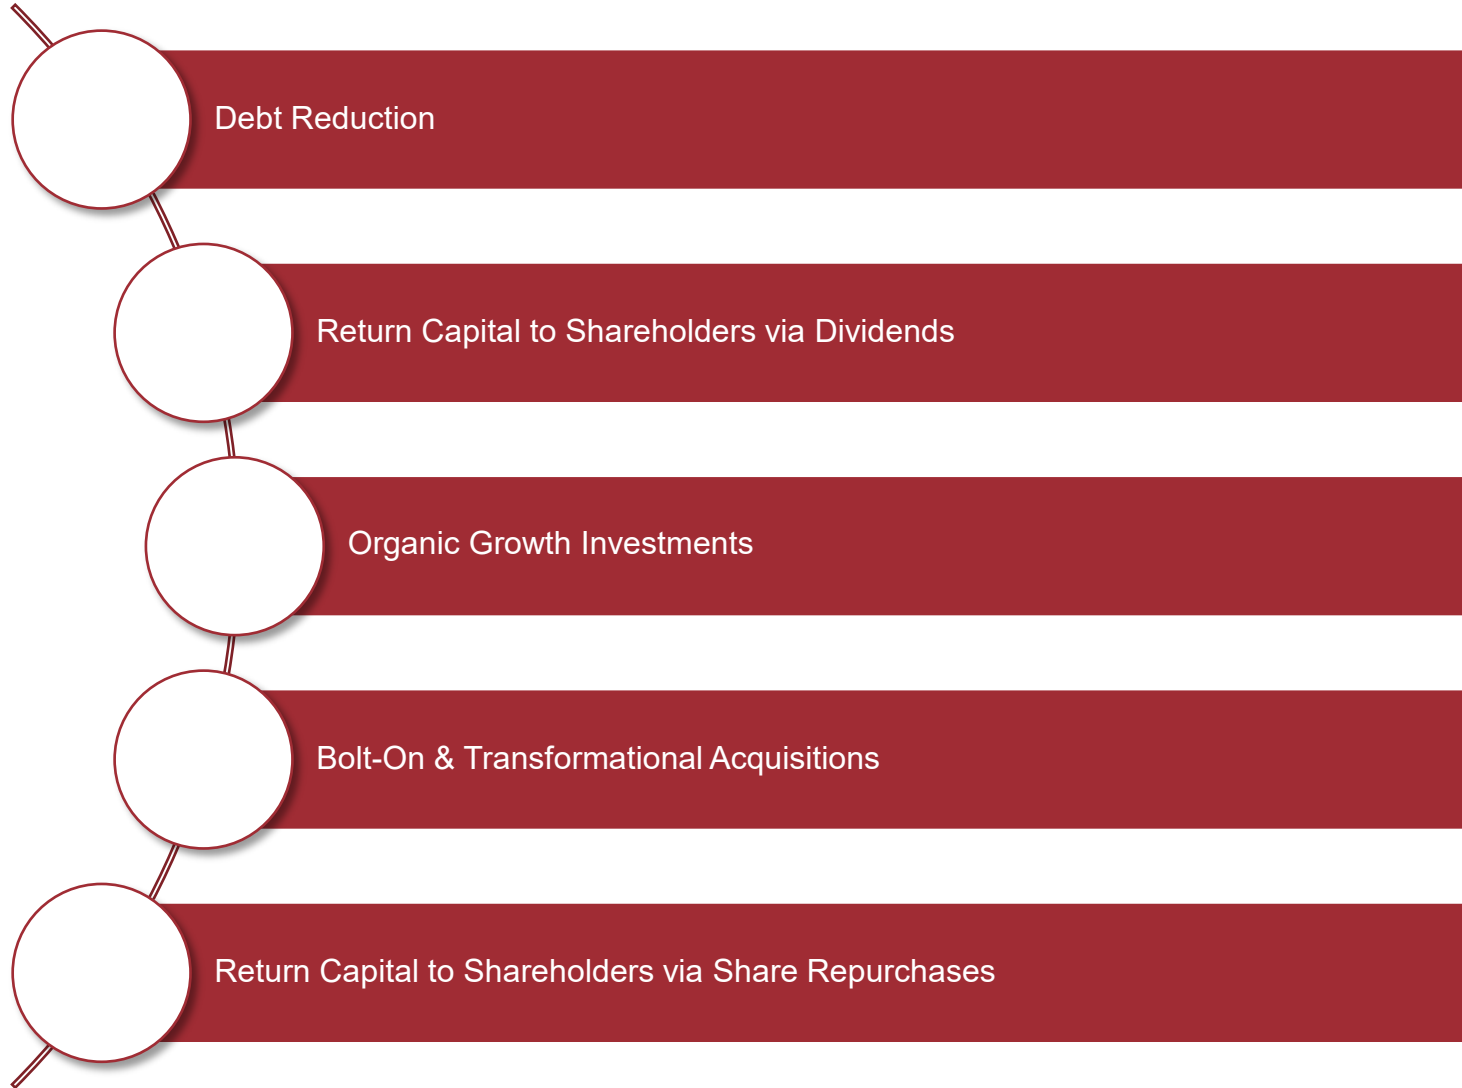 Debt Reduction
Return Capital to Shareholders via Dividends
Organic Growth Investments
Bolt-On & Transformational Acquisitions
Return Capital to Shareholders via Share Repurchases